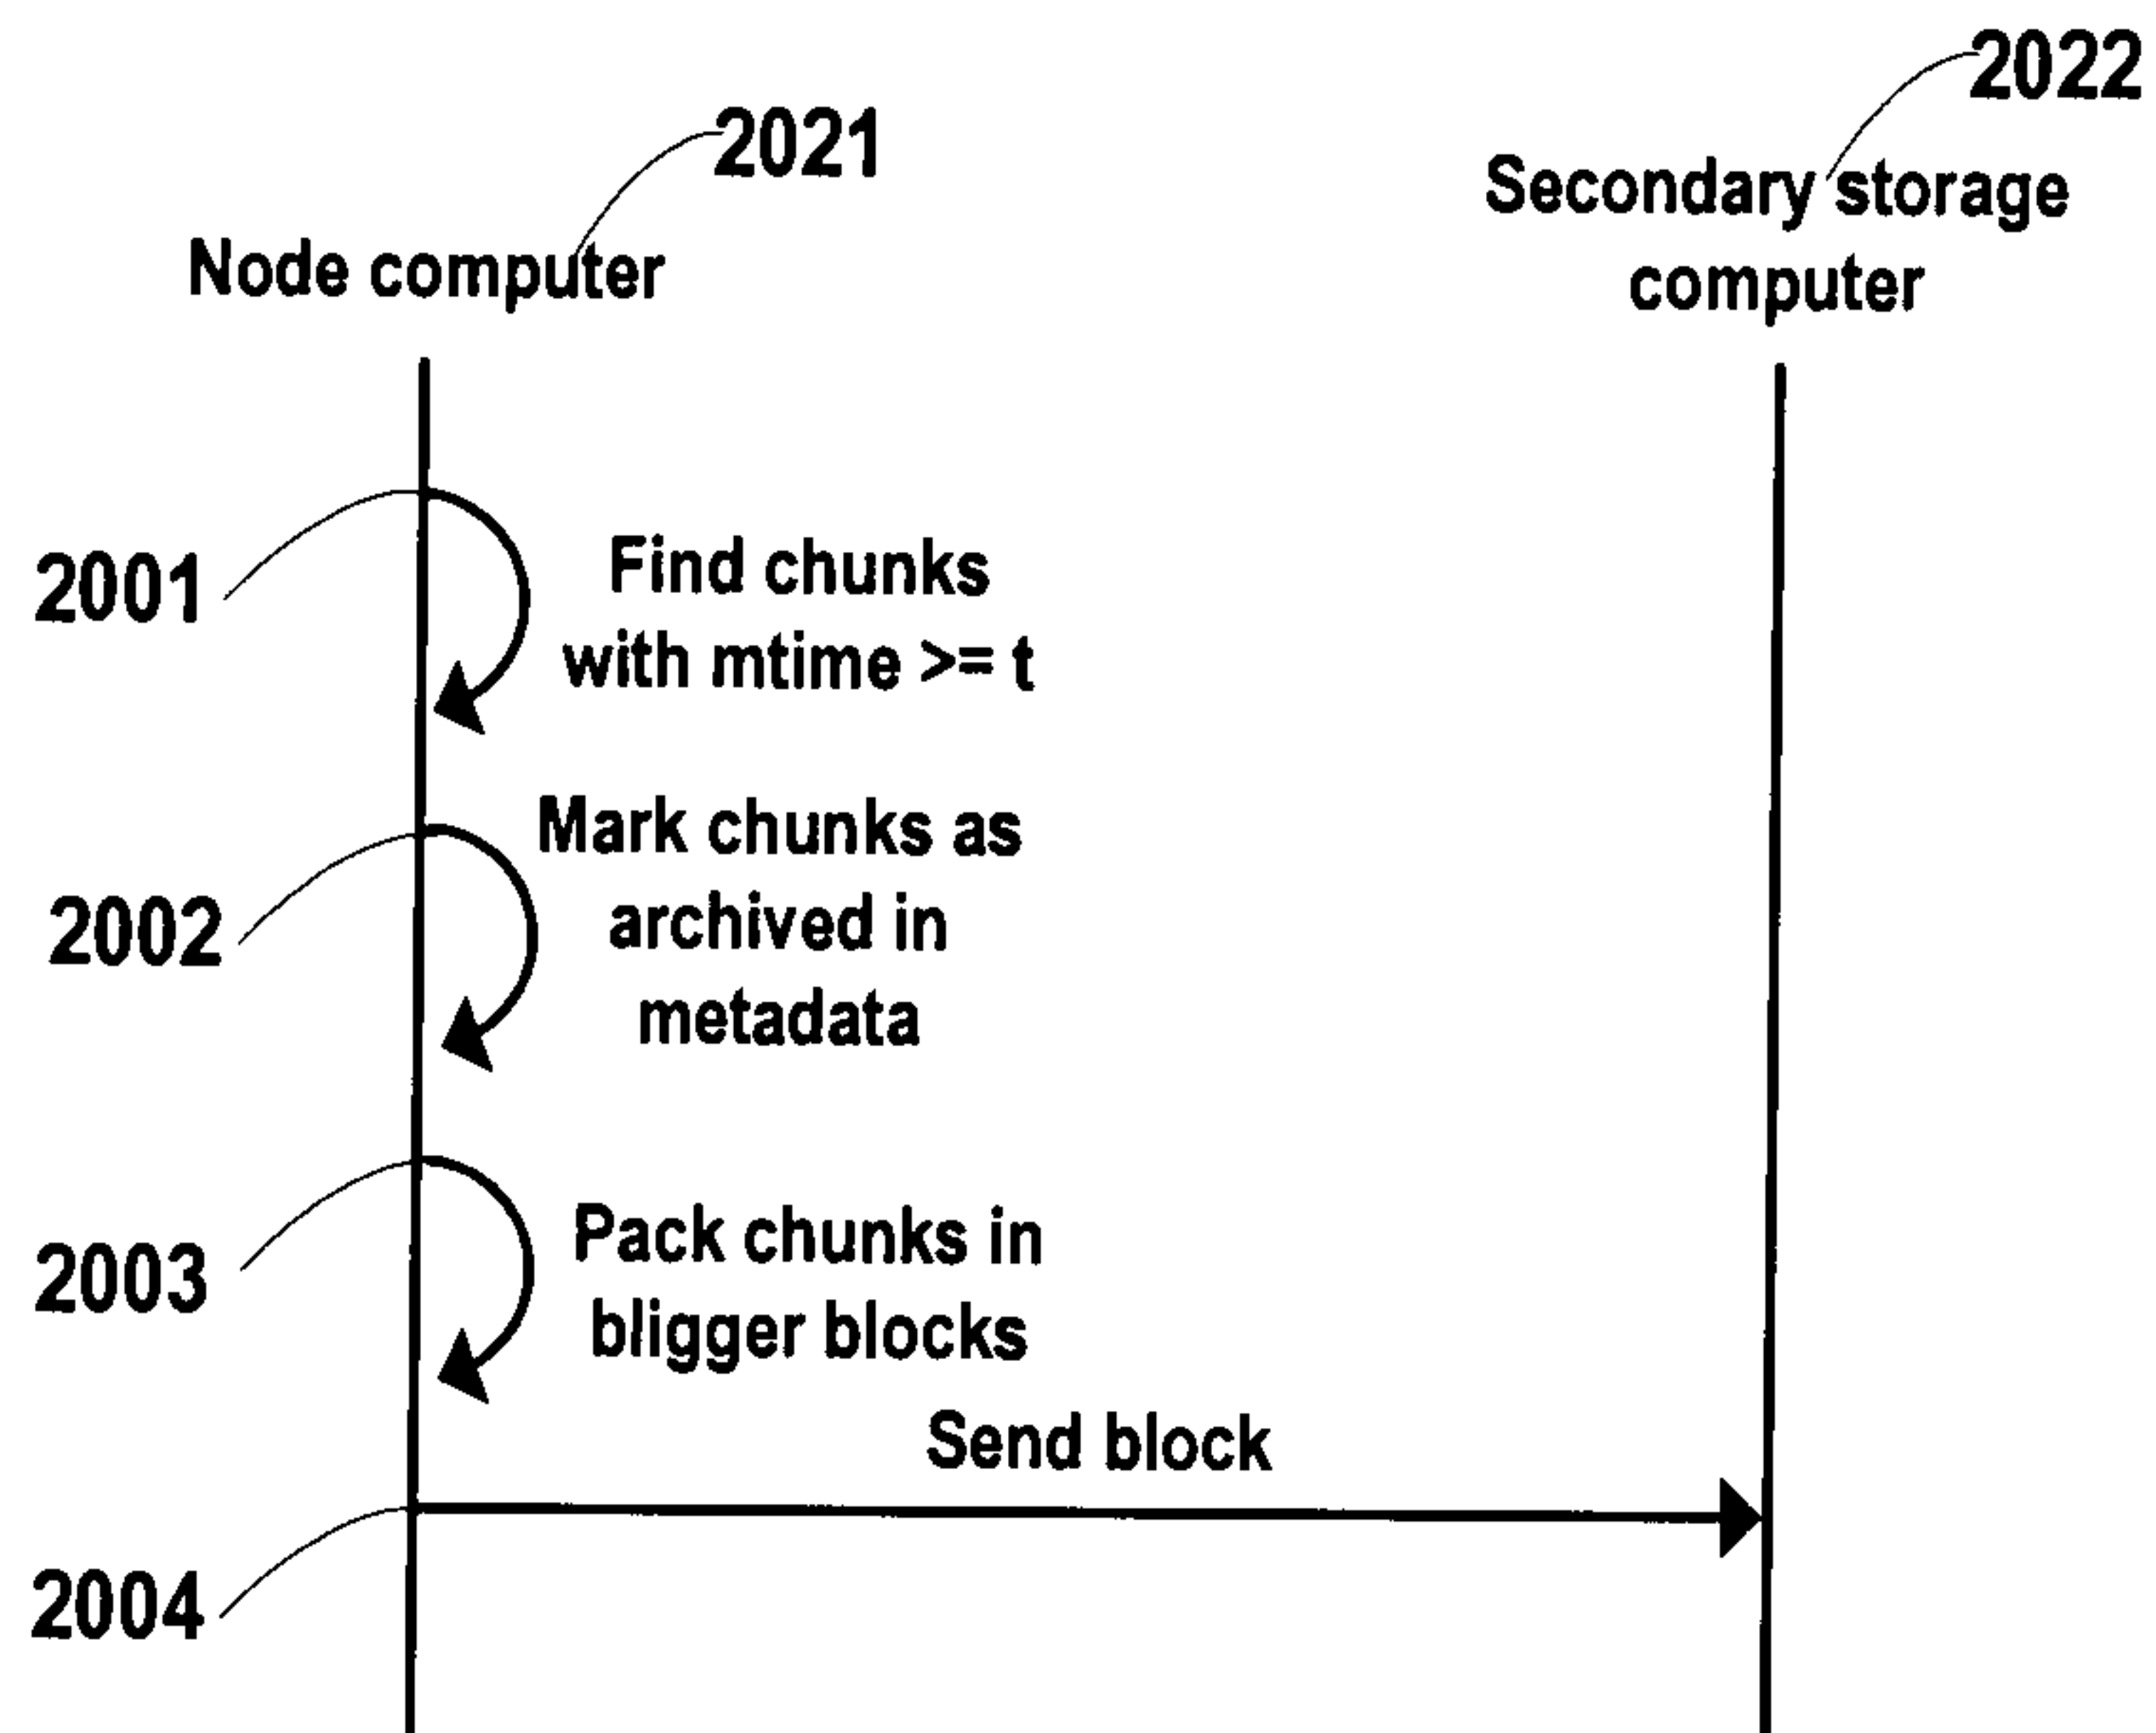 2022
2021
Secondary storage
computer
Node computer
2001
Find chunks
with mtime >= t
Mark chunks as
archived in
metadata
2002
Pack chunks in
bligger blocks
2003
Send block
2004